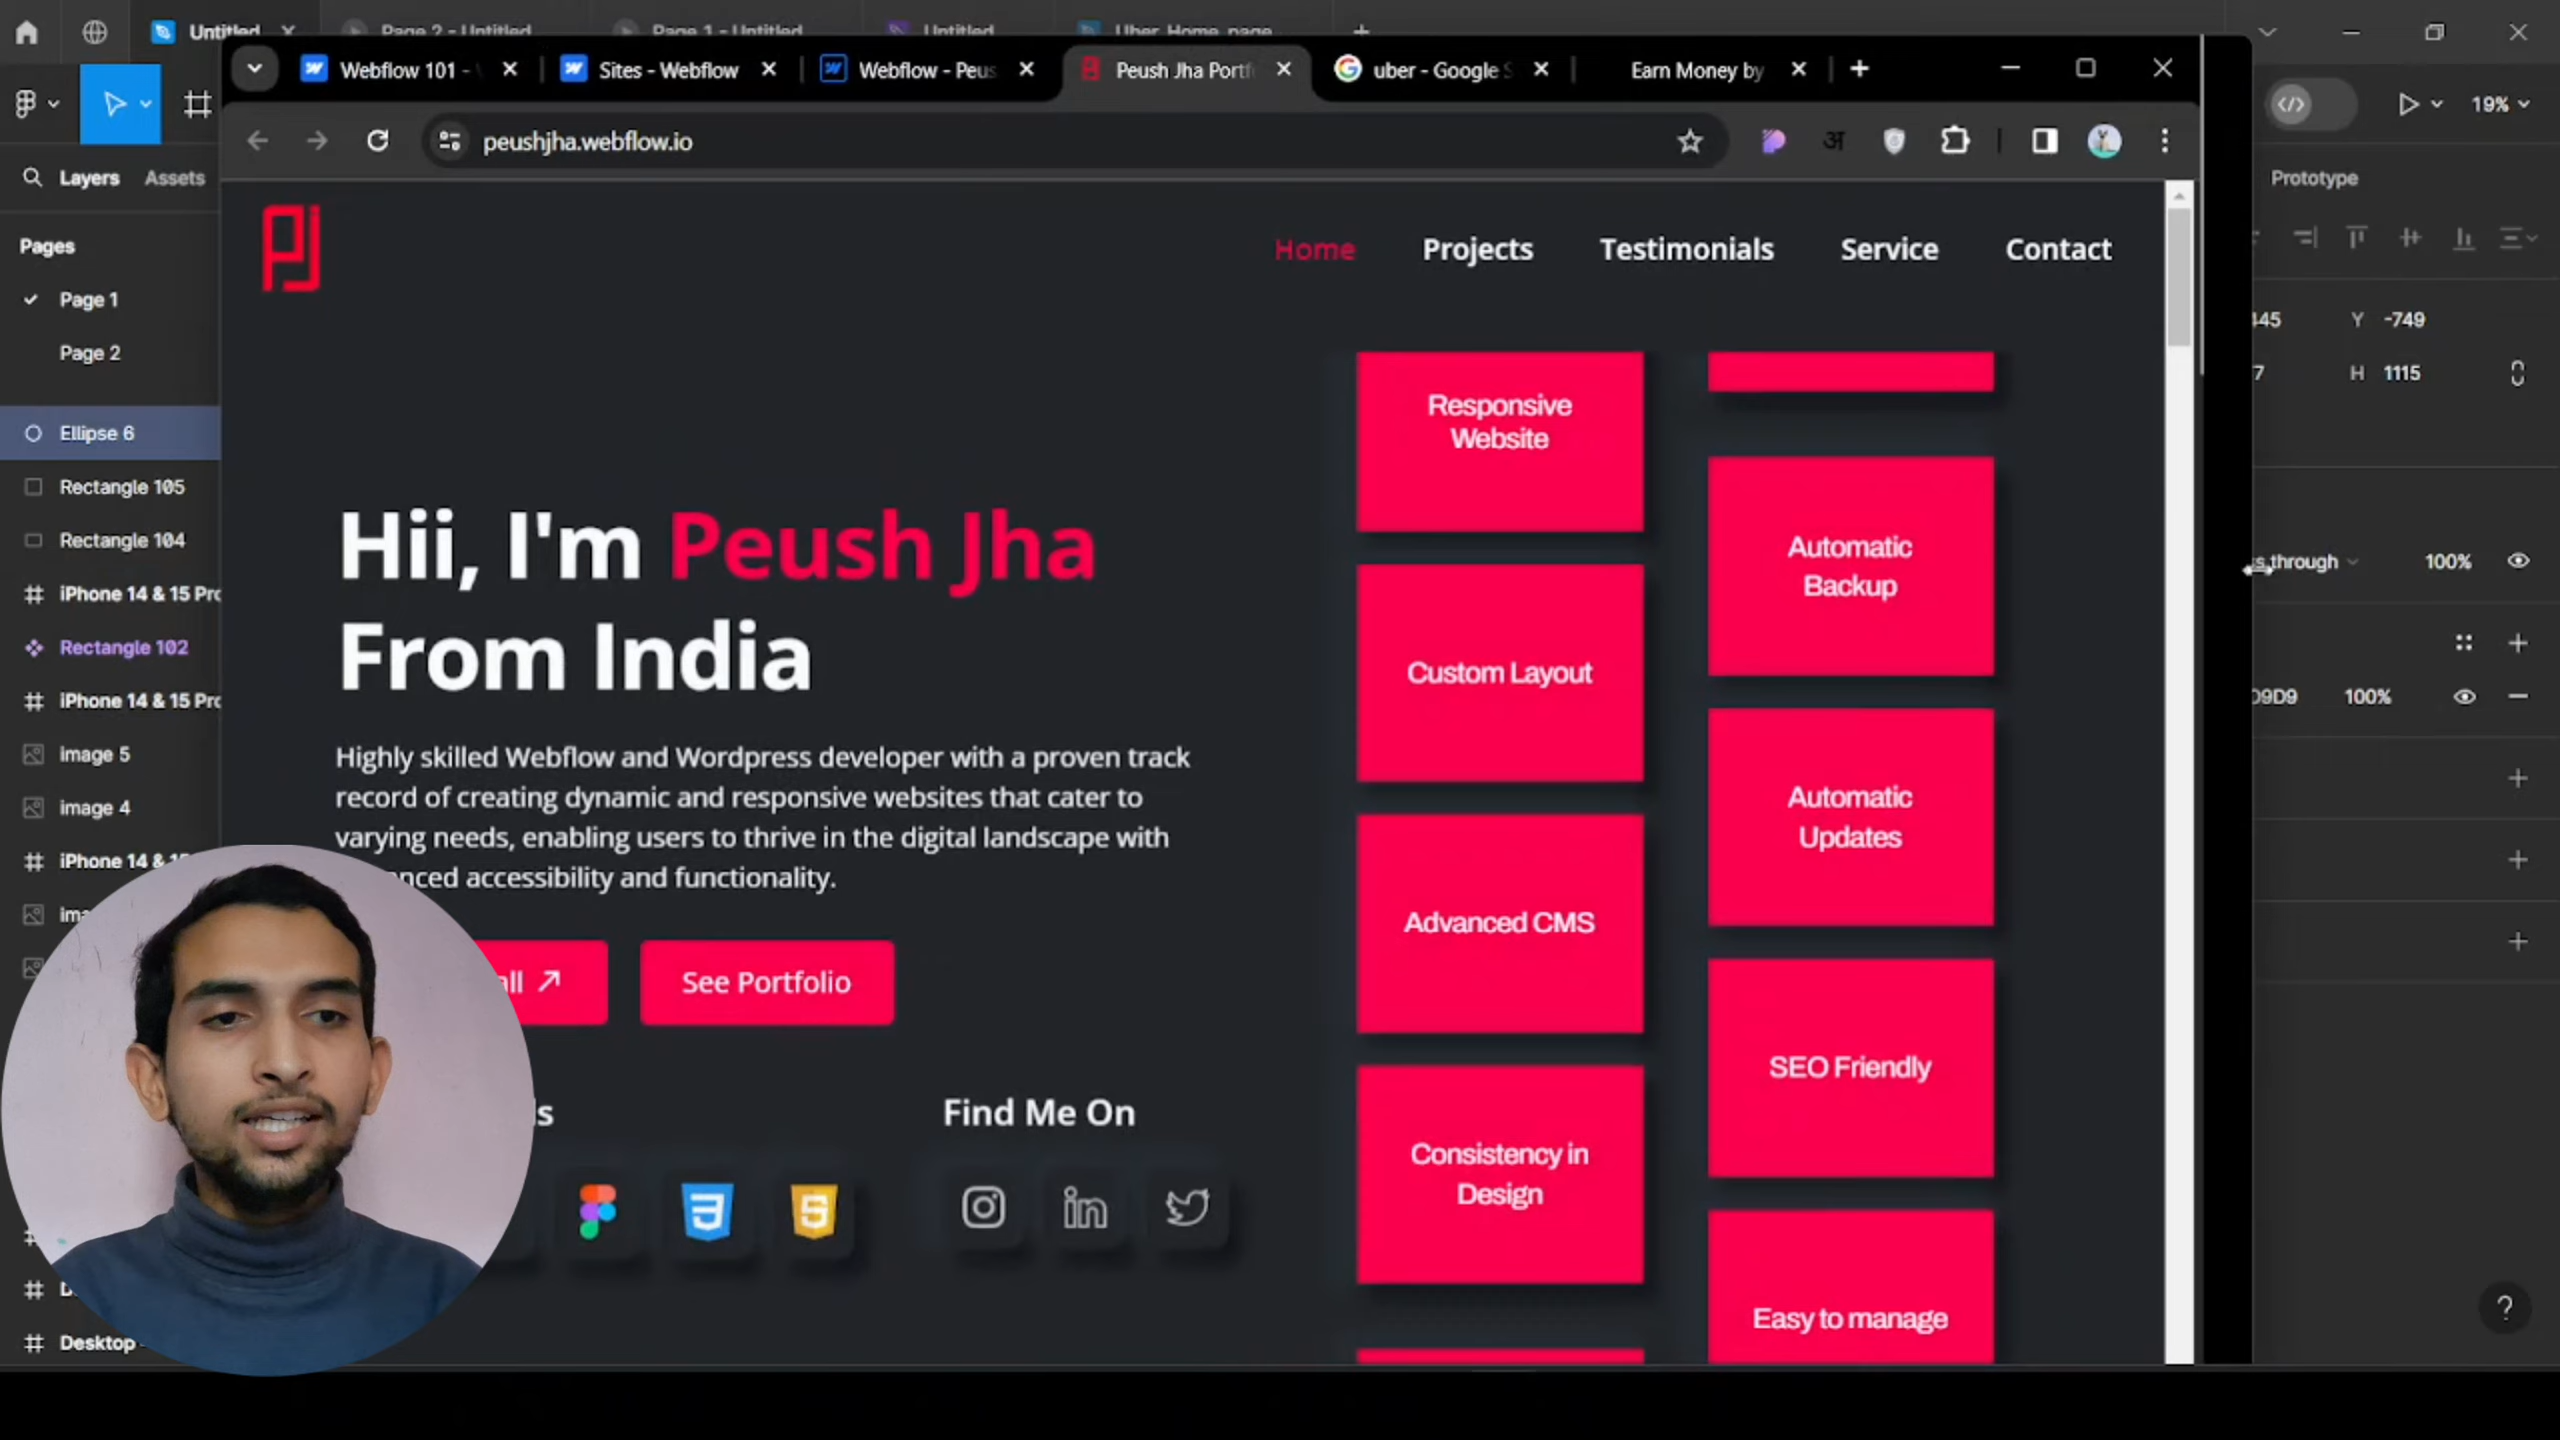 Untitled
Page 2 - Untitled
Page 1 - Untitled
Untitled
Uber Home page
Webflow 101 -
Sites - Webflow
Webflow - Peus
Peush Jha Portf
uber - Google S
Earn Money by
19%
peushjha.webflow.io
अ
Layers
Assets
Prototype
Pages
Page 1
Page 2
Ellipse 6
Rectangle 105
Rectangle 104
iPhone 14 & 15 Pro
Rectangle 102
iPhone 14 & 15 Pro
image 5
image 4
iPhone 14 &
Desktop
PJ
Home
Projects
Testimonials
Service
Contact
Hii, I'm Peush Jha
From India
Highly skilled Webflow and Wordpress developer with a proven track
record of creating dynamic and responsive websites that cater to
varying needs, enabling users to thrive in the digital landscape with
accessibility and functionality.
See Portfolio
Find Me On
Responsive
Website
Custom Layout
Advanced CMS
Consistency in
Design
Automatic
Backup
Automatic
Updates
SEO Friendly
Easy to manage
Y -749
H 1115
through
100%
D9D9
100%